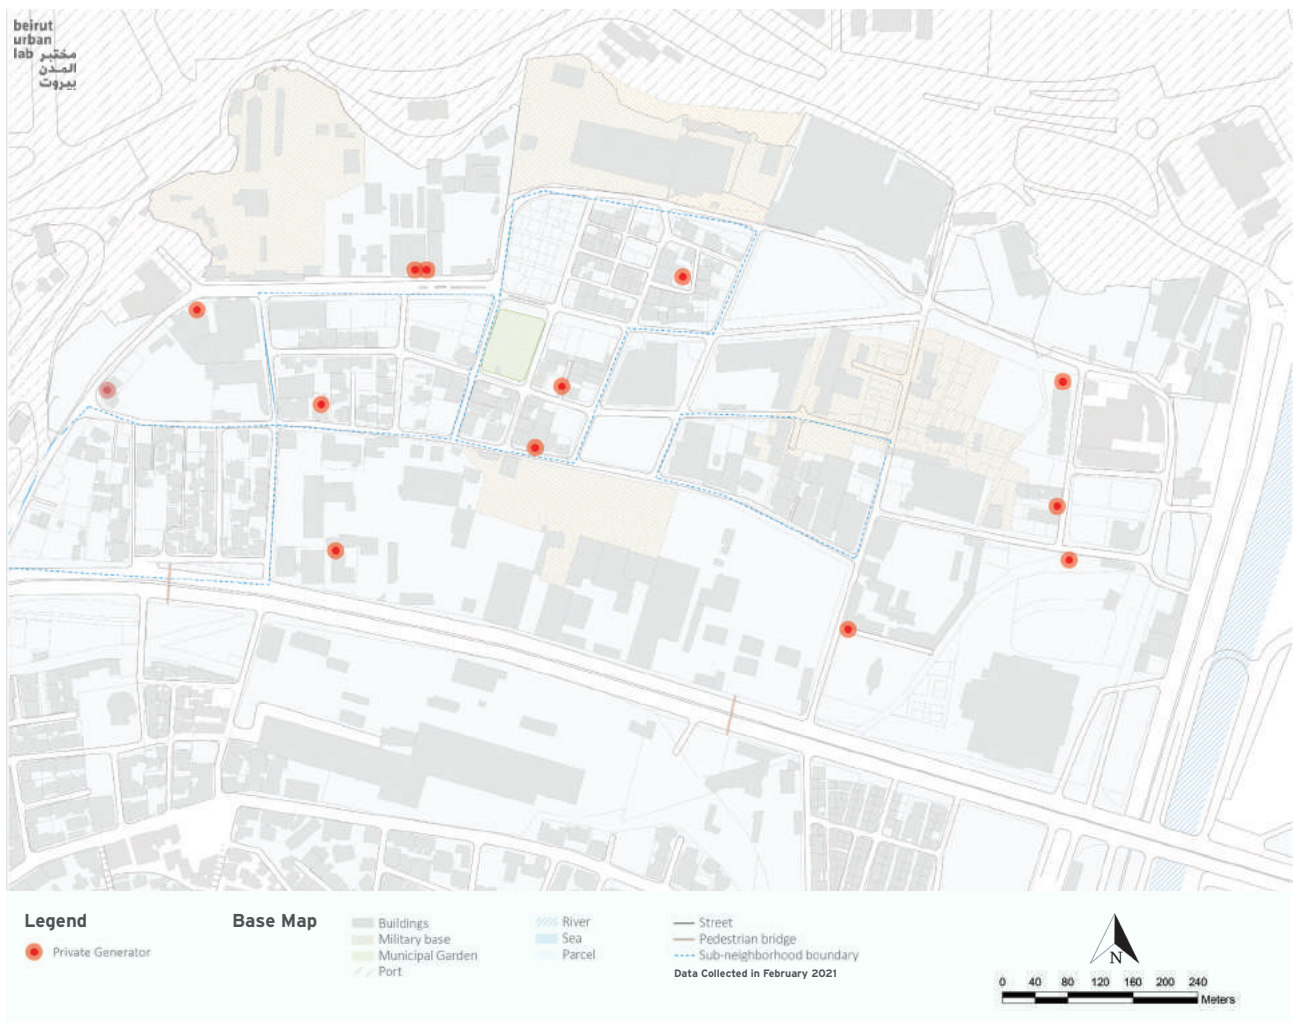 beirut
urban
lab مختبر
المدن
بيروت
Legend
Private Generator
Base Map
Buildings
Military base
Municipal Garden
Port
River
Sea
Parcel
Street
Pedestrian bridge
Sub-neighborhood boundary
Data Collected in February 2021
N
0 40 80 120 160 200 240
Meters